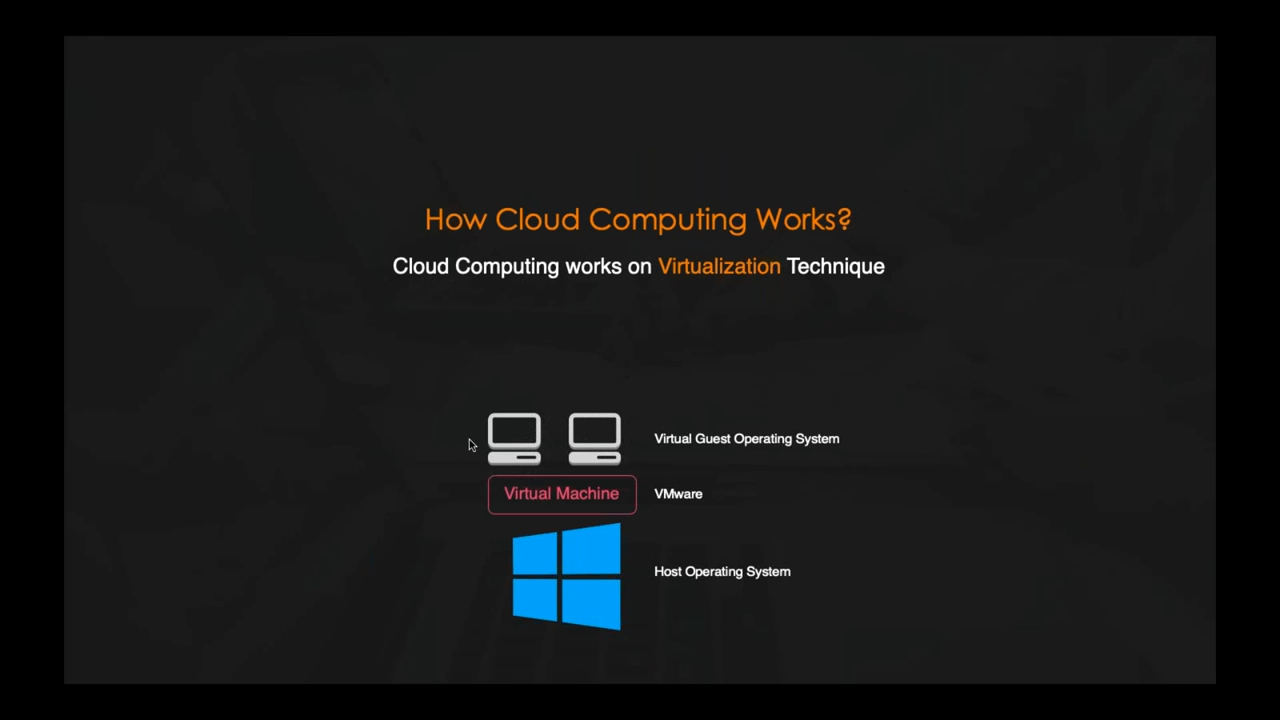 How Cloud Computing Works?
Cloud Computing works on Virtualization Technique
Virtual Guest Operating System
Virtual Machine
VMware
Host Operating System